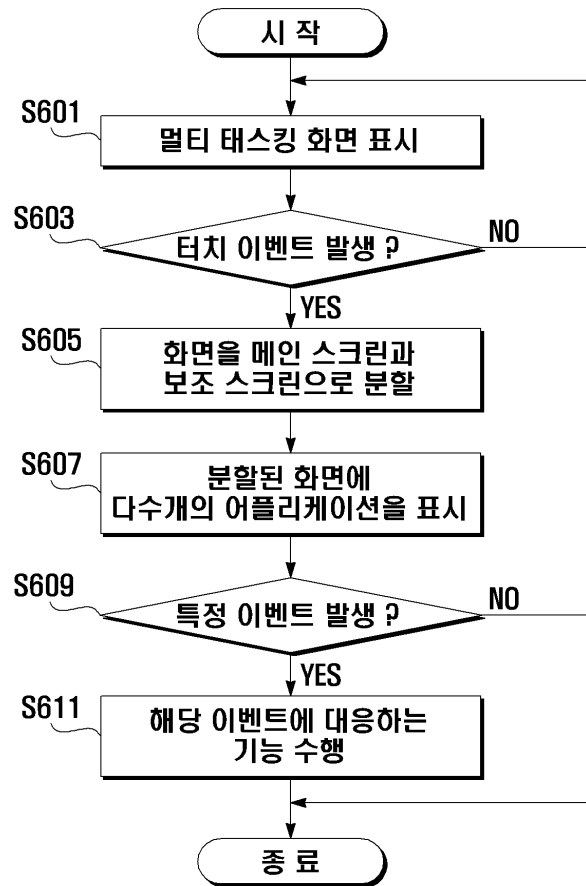 시 작
S601
멀티 태스킹 화면 표시
S603
터치 이벤트 발생 ?
NO
YES
S605
화면을 메인 스크린과
보조 스크린으로 분할
S607
분할된 화면에
다수개의 어플리케이션을 표시
S609
특정 이벤트 발생 ?
NO
YES
S611
해당 이벤트에 대응하는
기능 수행
종 료